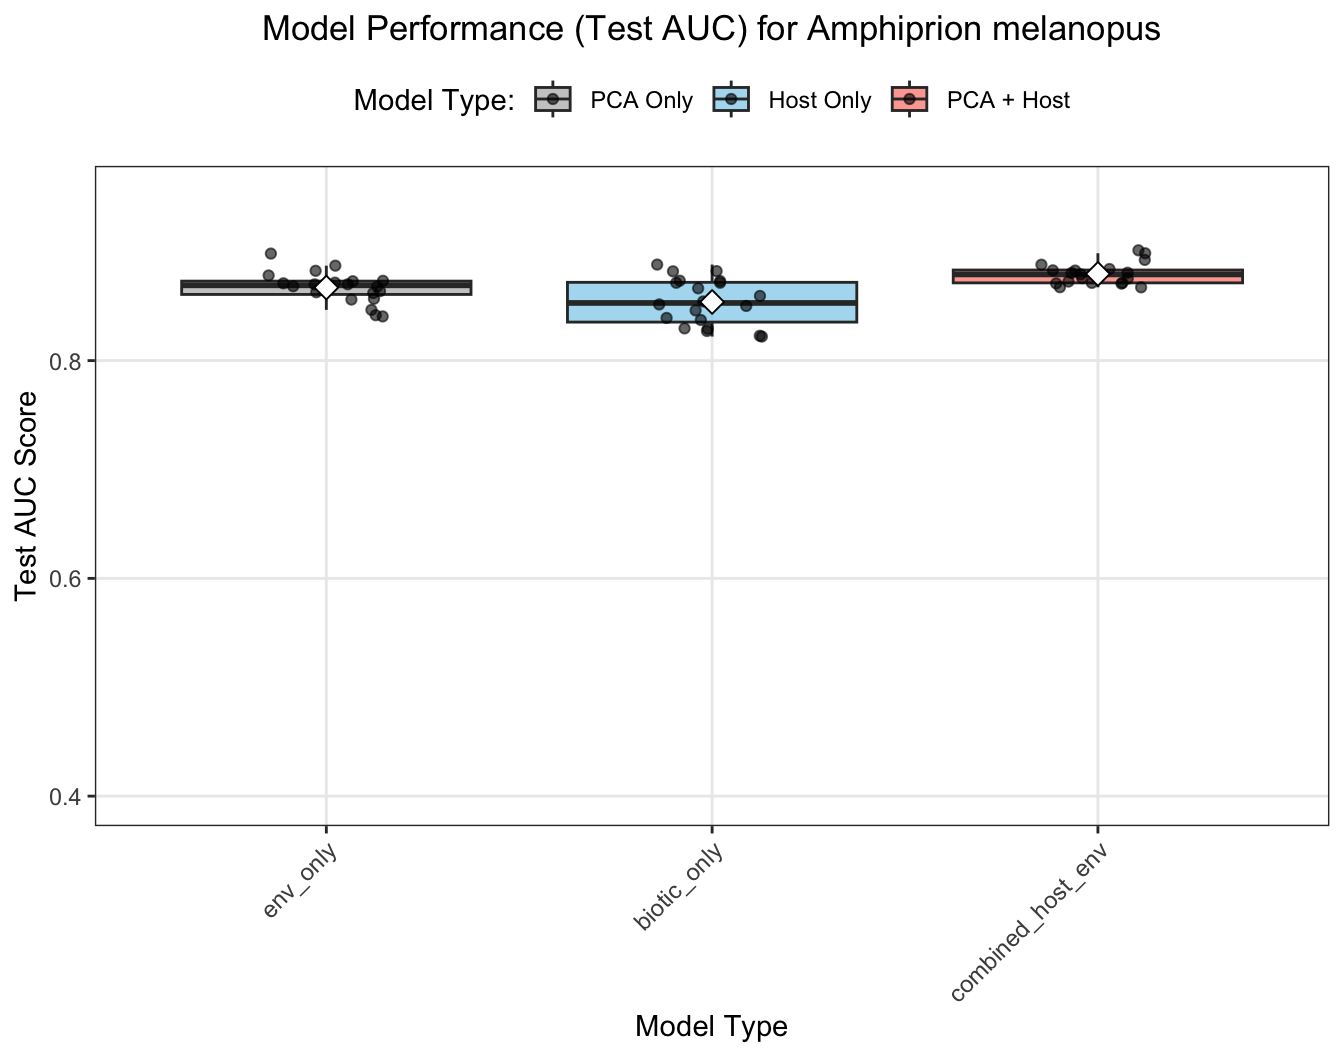 Model Performance (Test AUC) for Amphiprion melanopus
Model Type: PCA Only Host Only PCA + Host
Test AUC Score
0.8
0.6
0.4
env_only
biotic_only
combined_host_env
Model Type